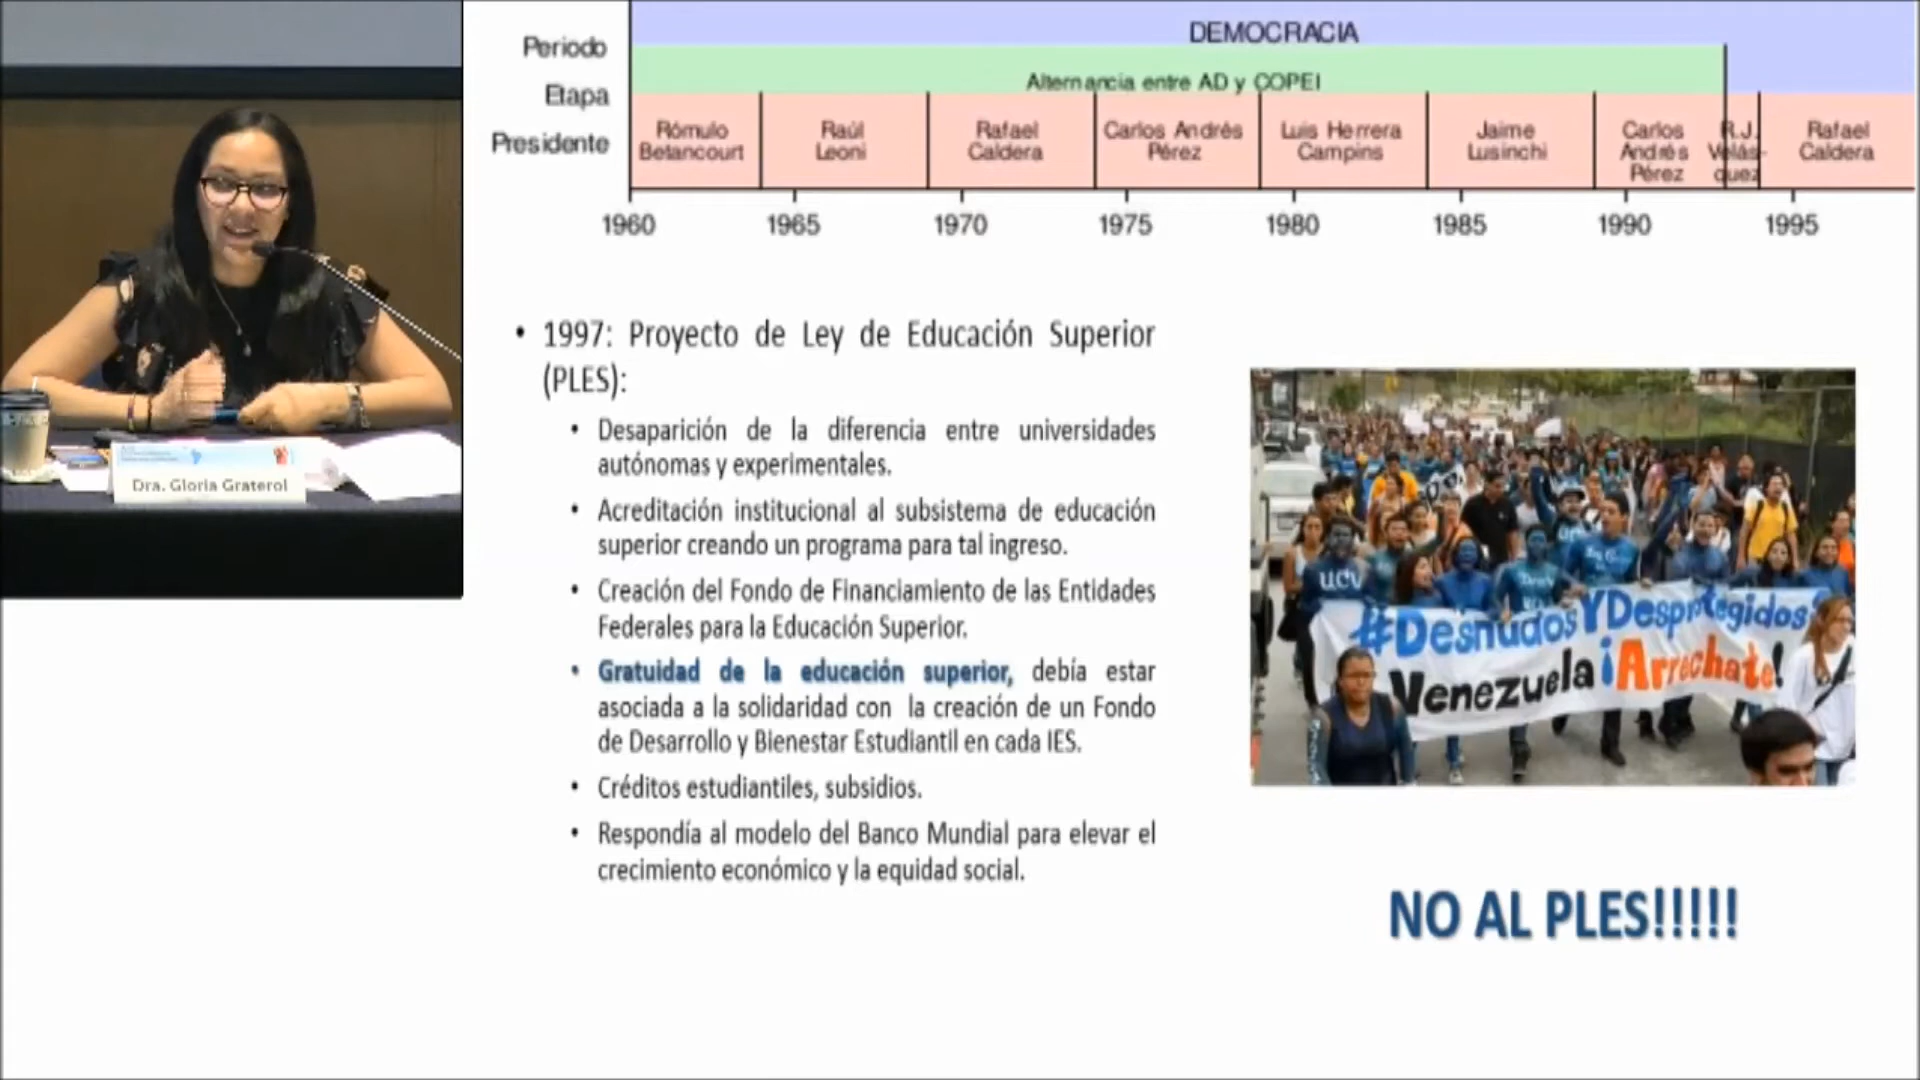 DEMOCRACIA
Periodo
Alternancia entre AD y COPEI
Etapa
Presidente
Rómulo
Betancourt
Raúl
Leoni
Rafael
Caldera
Carlos Andrés
Pérez
Luis Herrera
Campins
Jaime
Lusinchi
Carlos
Andrés
Pérez
R.J.
Velás-
quez
Rafael
Caldera
1960 1965 1970 1975 1980 1985 1990 1995
Dra. Gloria Graterol
• 1997: Proyecto de Ley de Educación Superior
(PLES):
• Desaparición de la diferencia entre universidades
autónomas y experimentales.
• Acreditación institucional al subsistema de educación
superior creando un programa para tal ingreso.
• Creación del Fondo de Financiamiento de las Entidades
Federales para la Educación Superior.
• Gratuidad de la educación superior, debía estar
asociada a la solidaridad con la creación de un Fondo
de Desarrollo y Bienestar Estudiantil en cada IES.
• Créditos estudiantiles, subsidios.
• Respondía al modelo del Banco Mundial para elevar el
crecimiento económico y la equidad social.
UCV
#DesnudosYDesprotegidos
Venezuela ¡Arrechate!
NO AL PLES!!!!!